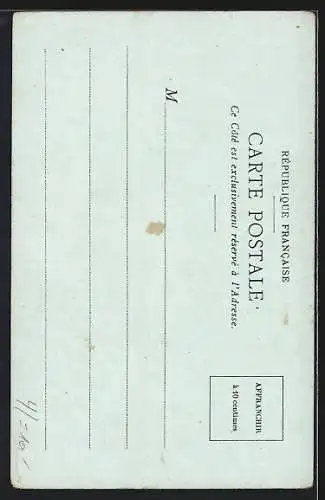 RÉPUBLIQUE FRANÇAISE
CARTE POSTALE.
Ce Côté est exclusivement réservé à l'Adresse.
AFFRANCHIR
à 10 centimes
M